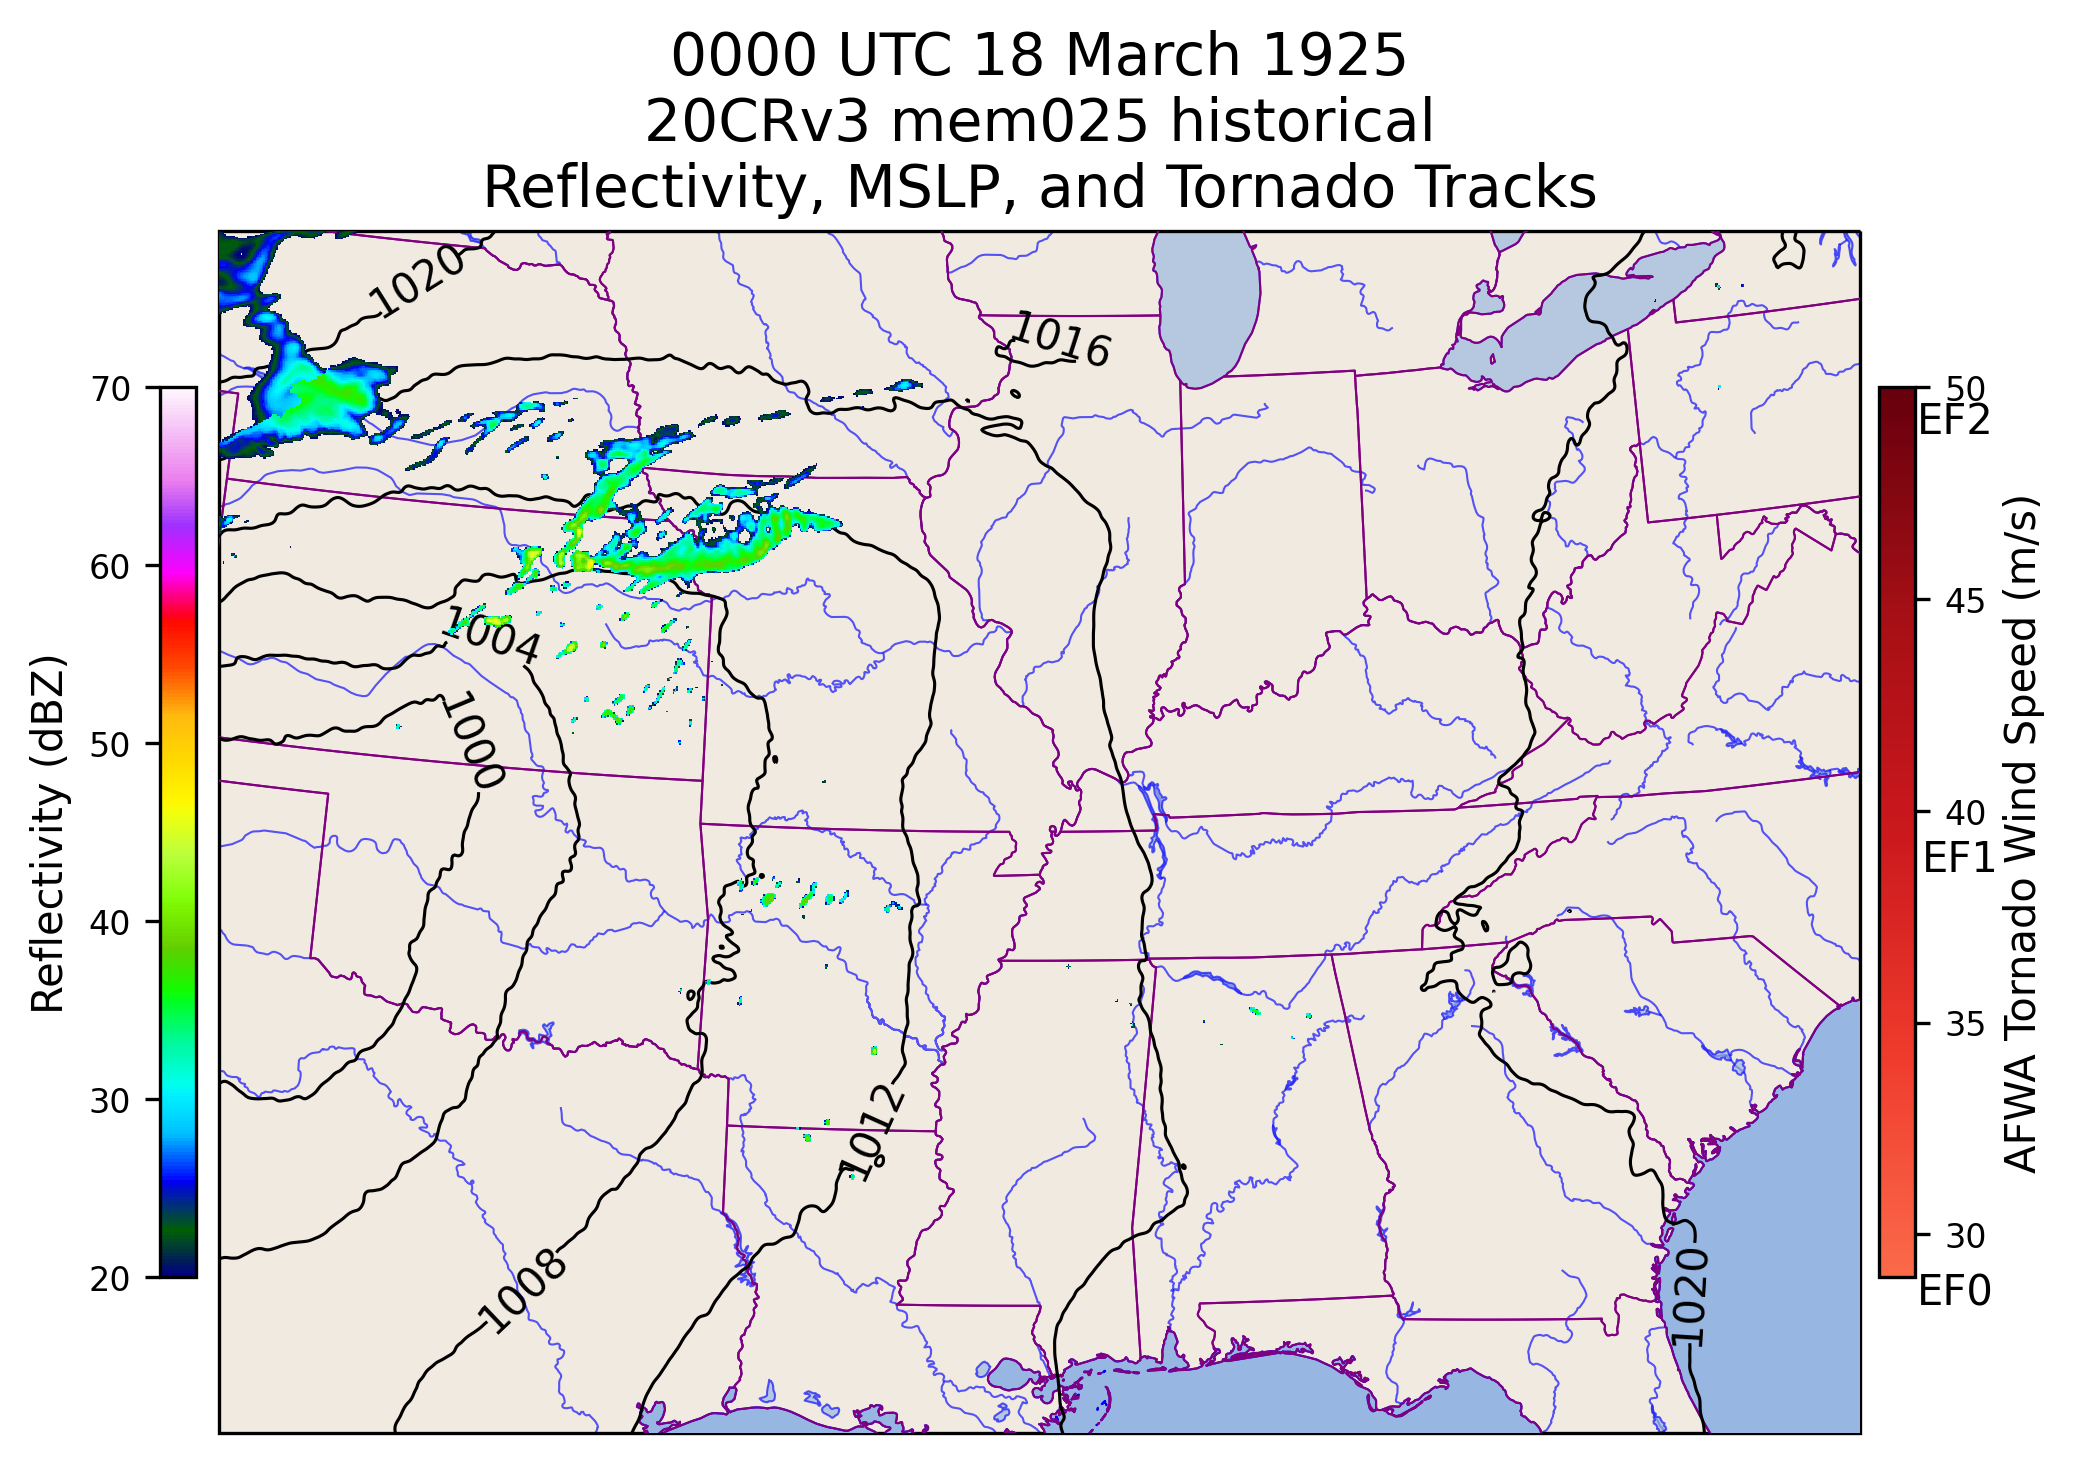 0000 UTC 18 March 1925
20CRv3 mem025 historical
Reflectivity, MSLP, and Tornado Tracks
1020
1016
1004
1000
1012
1008
1020
70
60
50
40
30
20
Reflectivity (dBZ)
50
EF2
45
40
EF1
35
30
EF0
AFWA Tornado Wind Speed (m/s)